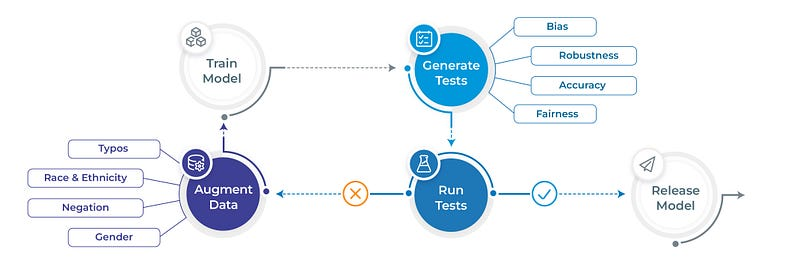 Train
Model
Generate
Tests
Bias
Robustness
Accuracy
Fairness
Typos
Race & Ethnicity
Negation
Gender
Augment
Data
Run
Tests
Release
Model